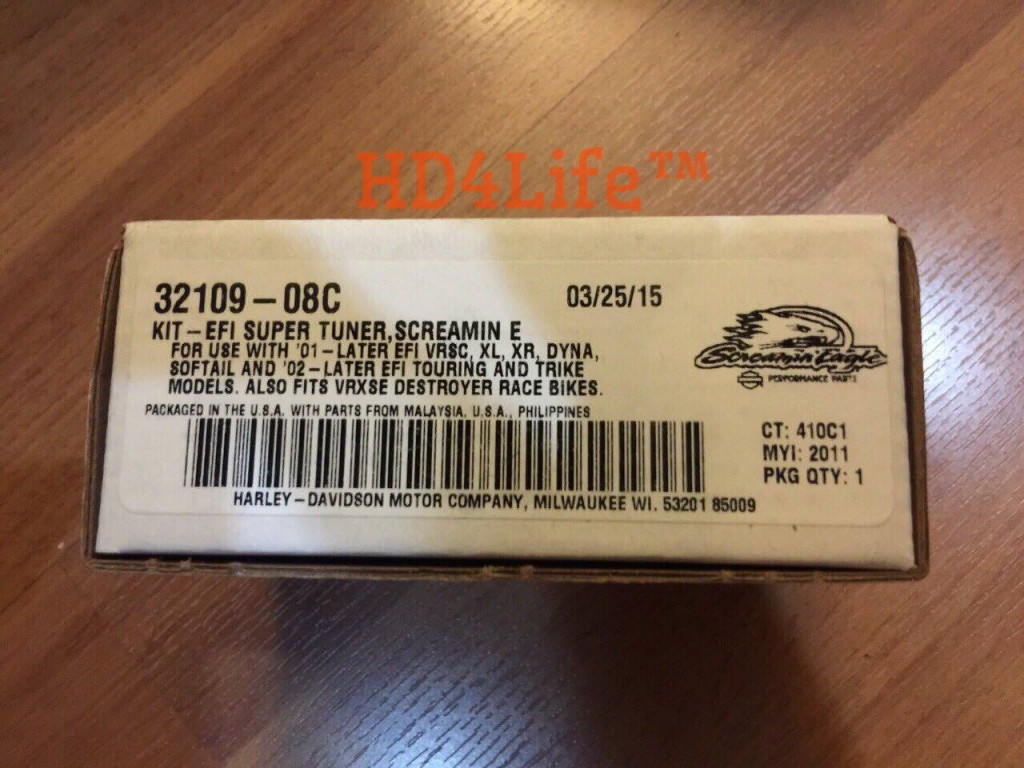 HD4Life™
32109-08C
03/25/15
KIT-EFI SUPER TUNER,SCREAMIN E
FOR USE WITH '01-LATER EFI VRSC, XL, XR, DYNA,
SOFTAIL AND '02-LATER EFI TOURING AND TRIKE
MODELS. ALSO FITS VRXSE DESTROYER RACE BIKES.
Screamin' Eagle
PERFORMANCE PARTS
PACKAGED IN THE U.S.A. WITH PARTS FROM MALAYSIA, U.S.A., PHILIPPINES
CT: 410C1
MYI: 2011
PKG QTY: 1
HARLEY-DAVIDSON MOTOR COMPANY, MILWAUKEE WI. 53201 85009